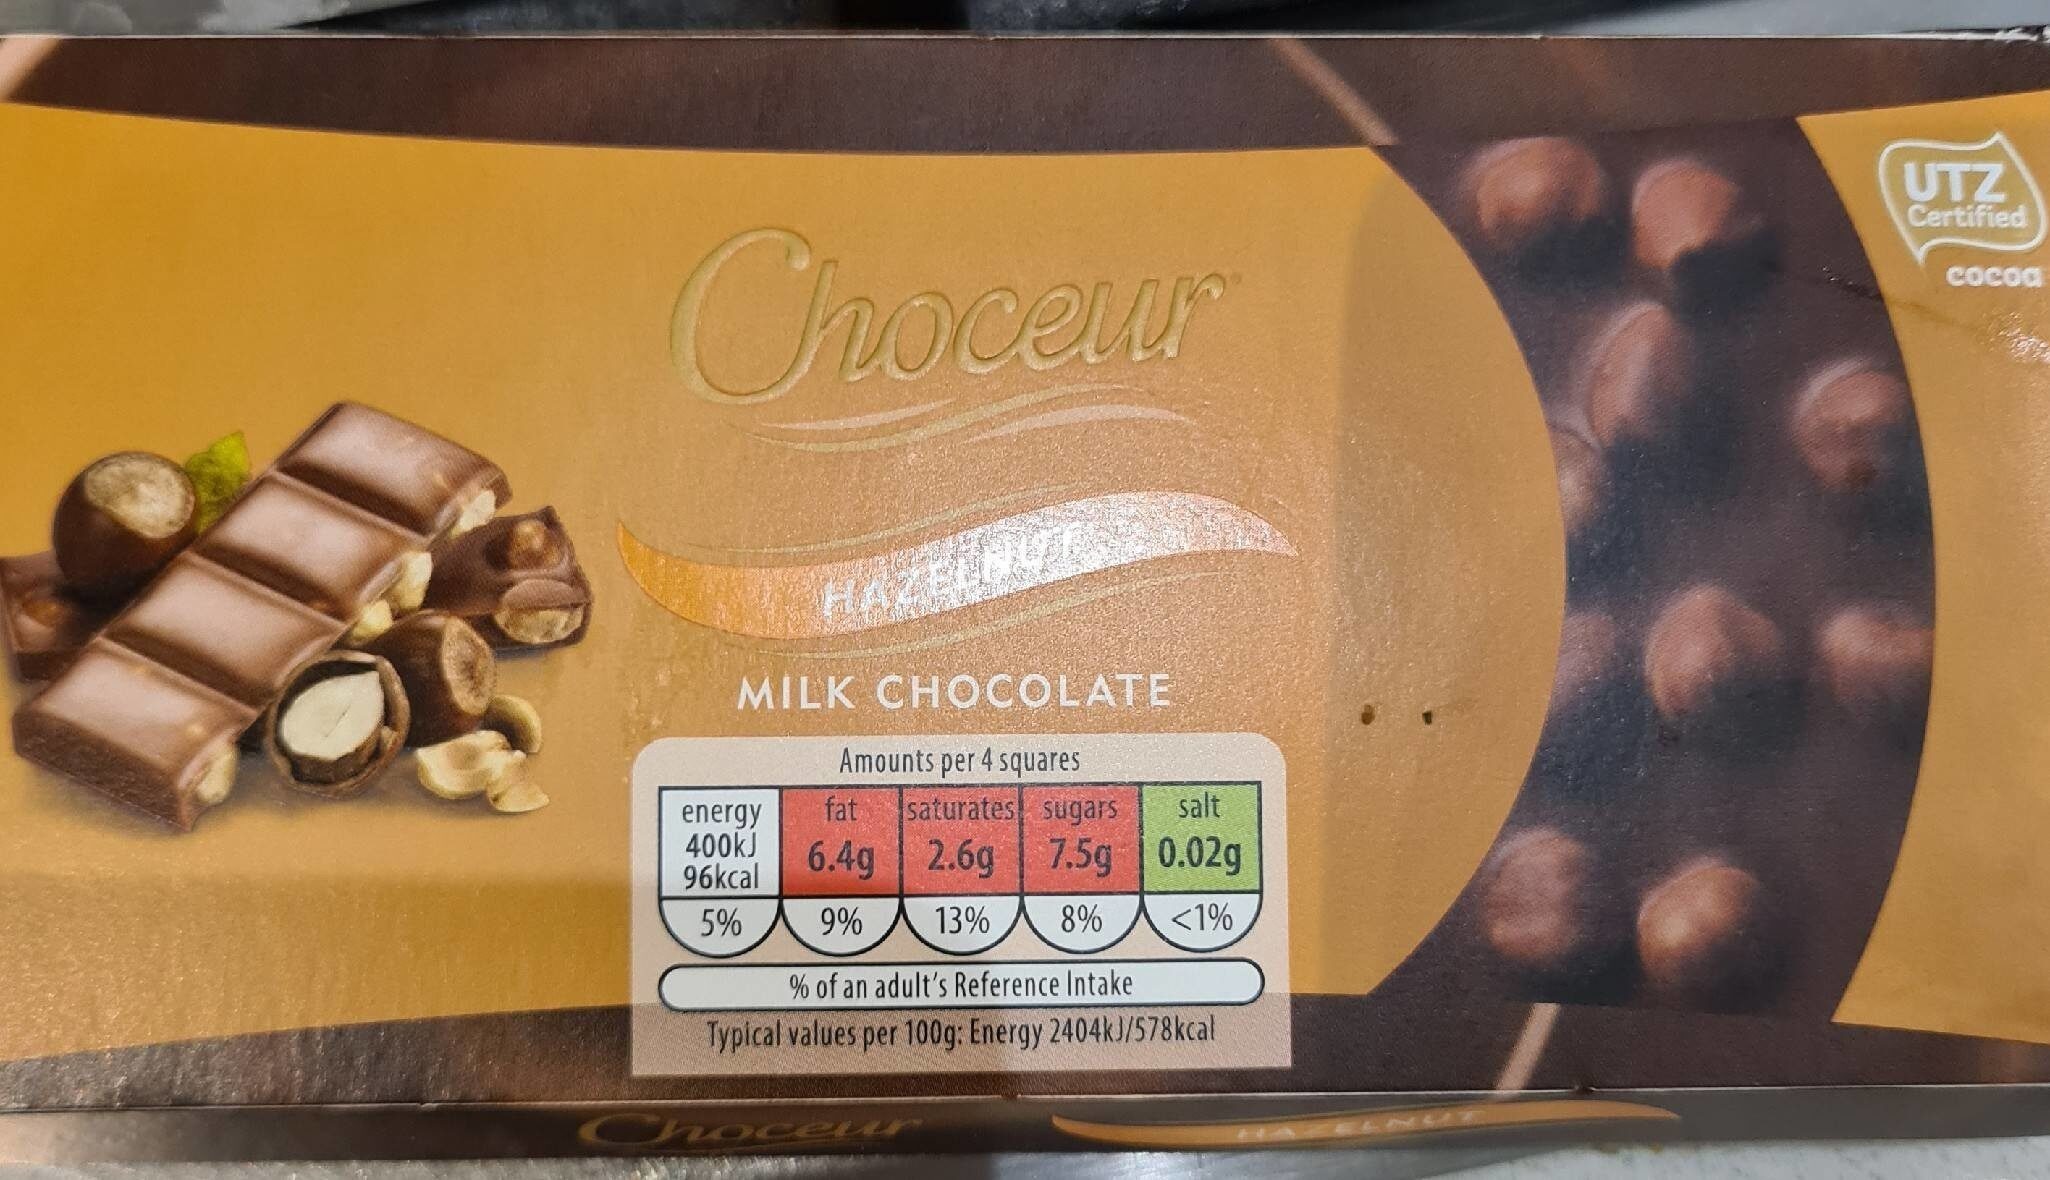 UTZ
Certified
cocoa
Choceur
HAZELNUT
MILK CHOCOLATE
Amounts per 4 squares
energy fat saturates sugars salt
400kJ 6.4g 2.6g 7.5g 0.02g
96kcal
5% 9% 13% 8% <1%
% of an adult's Reference Intake
Typical values per 100g: Energy 2404kJ/578kcal
Choceur HAZELNUT